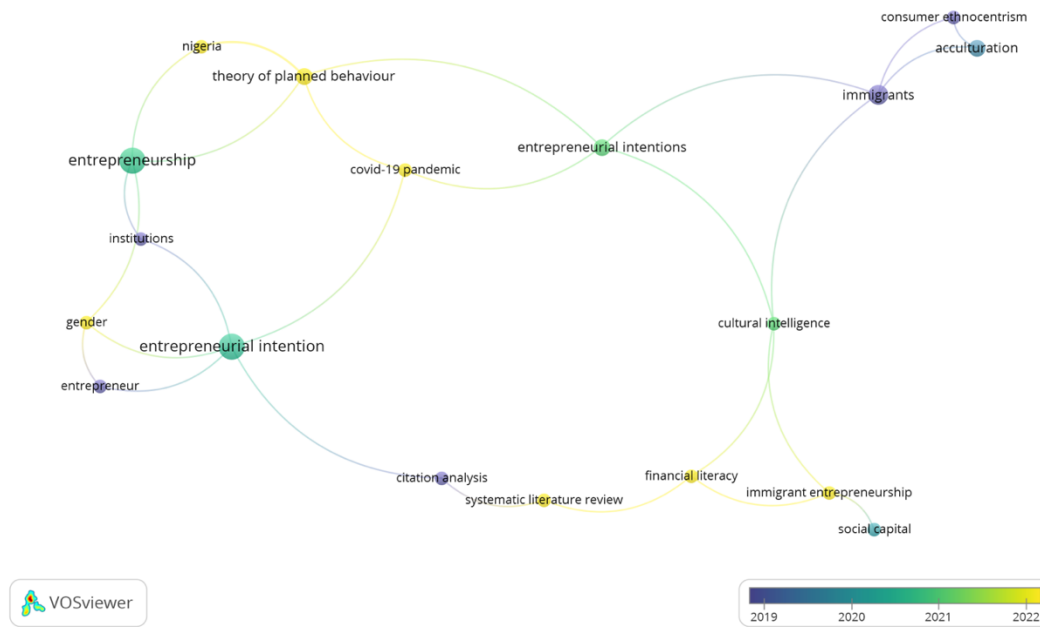 consumer ethnocentrism
nigeria
acculturation
theory of planned behaviour
immigrants
entrepreneurial intentions
entrepreneurship
covid-19 pandemic
institutions
gender
cultural intelligence
entrepreneurial intention
entrepreneur
citation analysis
financial literacy
systematic literature review
immigrant entrepreneurship
social capital
VOSviewer
2019 2020 2021 2022